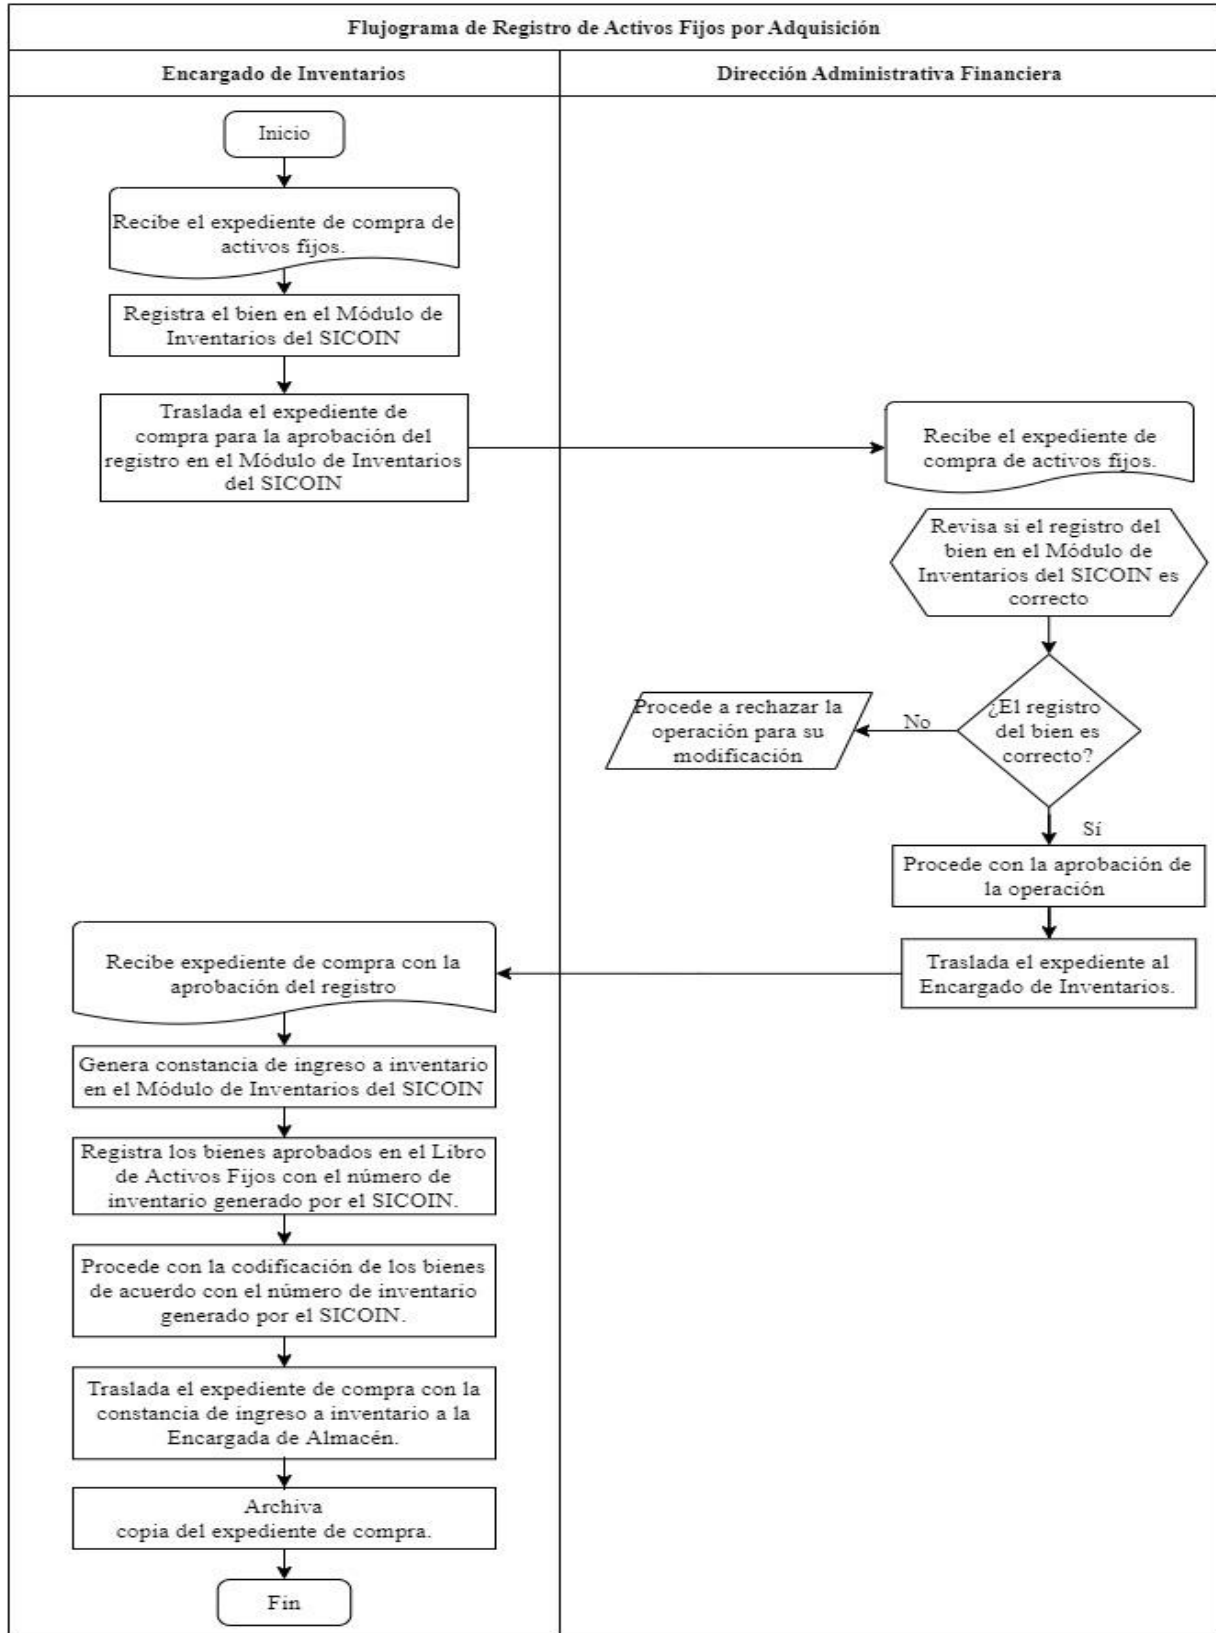 Flujograma de Registro de Activos Fijos por Adquisición
Encargado de Inventarios
Dirección Administrativa Financiera
Inicio
Recibe el expediente de compra de
activos fijos.
Registra el bien en el Módulo de
Inventarios del SICOIN
Traslada el expediente de
compra para la aprobación del
registro en el Módulo de Inventarios
del SICOIN
Recibe el expediente de
compra de activos fijos.
Revisa si el registro del
bien en el Módulo de
Inventarios del SICOIN es
correcto
¿El registro
del bien es
correcto?
No
Procede a rechazar la
operación para su
modificación
Sí
Procede con la aprobación de
la operación
Traslada el expediente al
Encargado de Inventarios.
Recibe expediente de compra con la
aprobación del registro
Genera constancia de ingreso a inventario
en el Módulo de Inventarios del SICOIN
Registra los bienes aprobados en el Libro
de Activos Fijos con el número de
inventario generado por el SICOIN.
Procede con la codificación de los bienes
de acuerdo con el número de inventario
generado por el SICOIN.
Traslada el expediente de compra con la
constancia de ingreso a inventario a la
Encargada de Almacén.
Archiva
copia del expediente de compra.
Fin